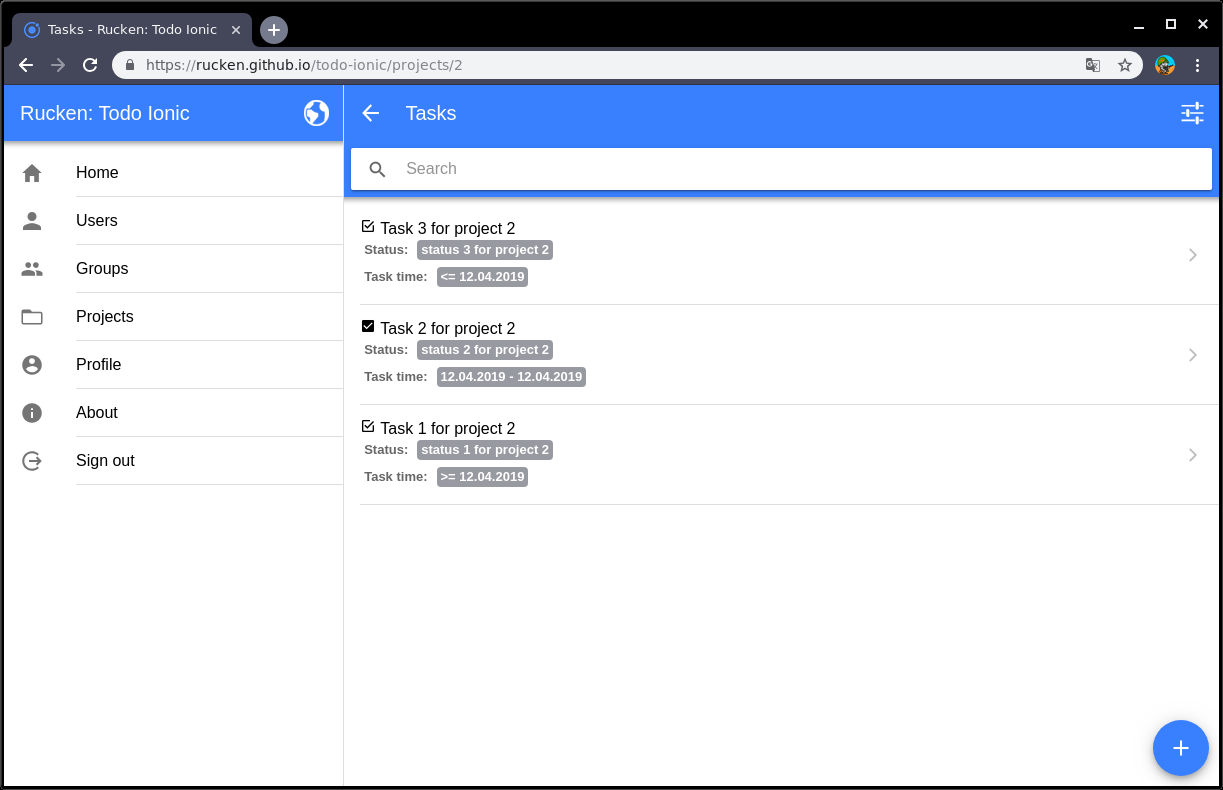 Tasks - Rucken: Todo Ionic
https://rucken.github.io/todo-ionic/projects/2
Rucken: Todo Ionic
Home
Users
Groups
Projects
Profile
About
Sign out
Tasks
Search
Task 3 for project 2
Status: status 3 for project 2
Task time: <= 12.04.2019
Task 2 for project 2
Status: status 2 for project 2
Task time: 12.04.2019 - 12.04.2019
Task 1 for project 2
Status: status 1 for project 2
Task time: >= 12.04.2019